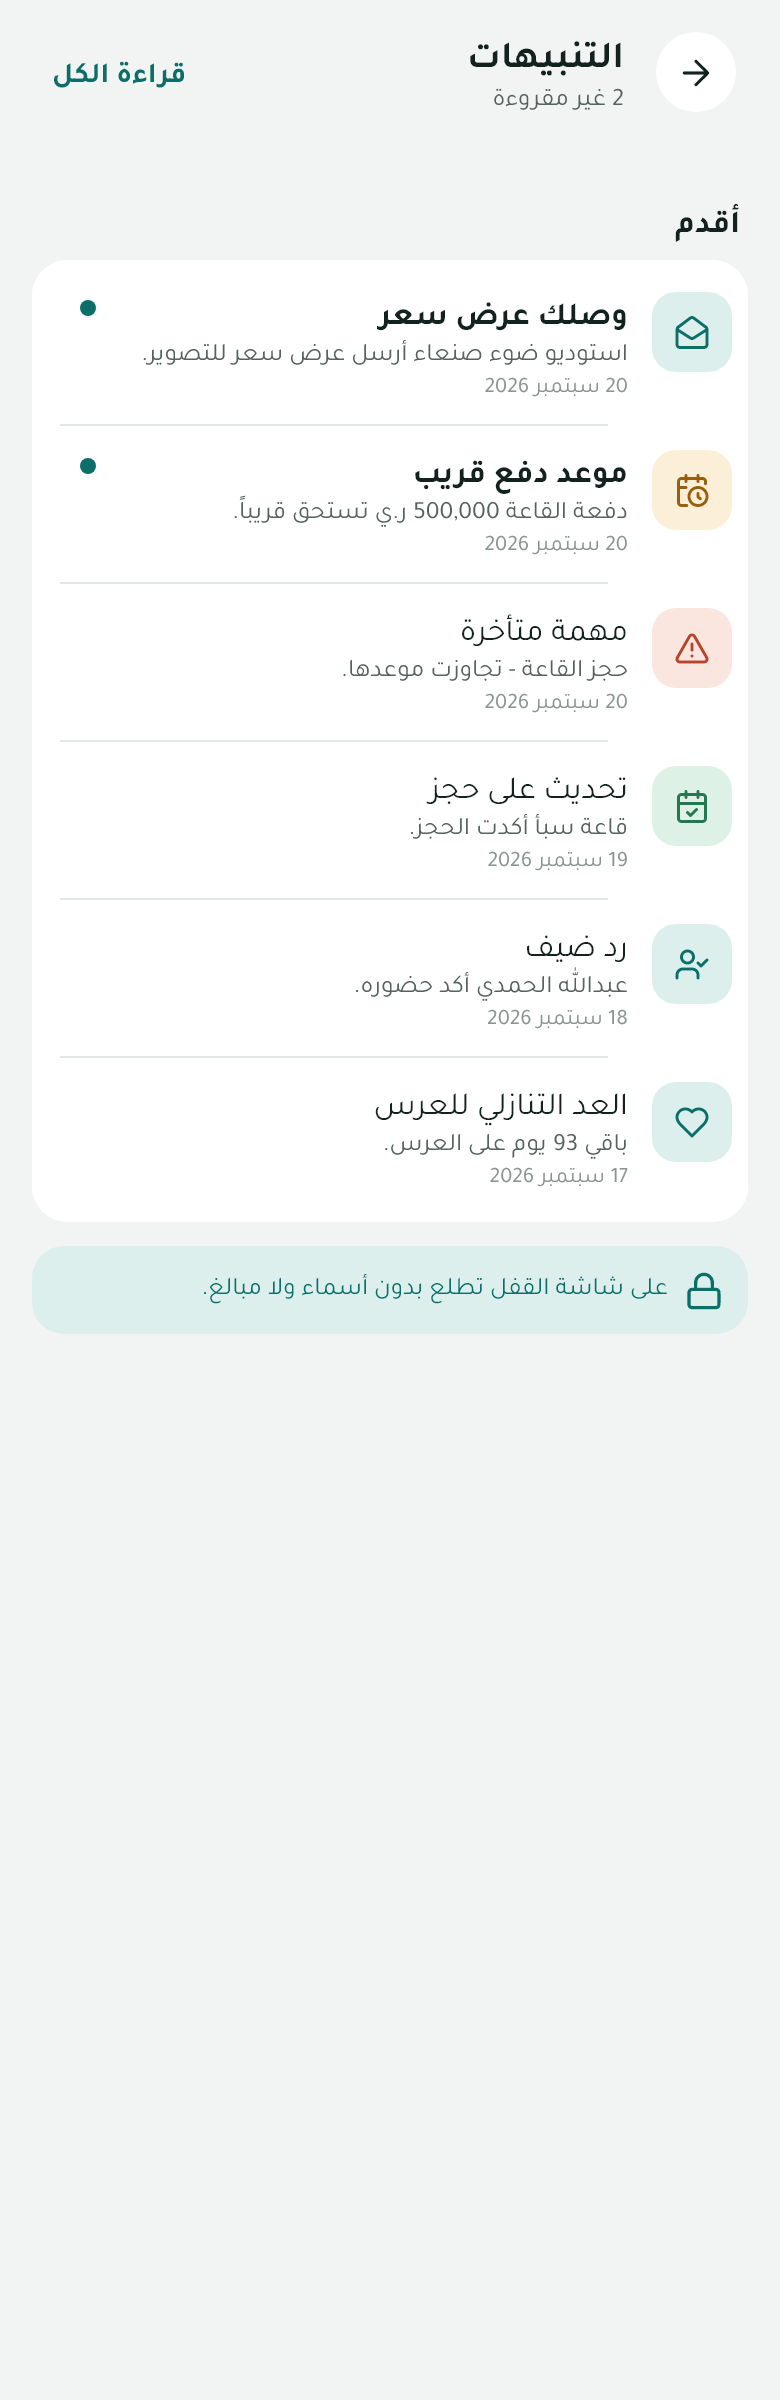 التنبيهات
2 غير مقروءة
قراءة الكل
أقدم
وصلك عرض سعر
استوديو ضوء صنعاء أرسل عرض سعر للتصوير.
20 سبتمبر 2026
موعد دفع قريب
دفعة القاعة 500,000 ر.ي تستحق قريباً.
20 سبتمبر 2026
مهمة متأخرة
حجز القاعة - تجاوزت موعدها.
20 سبتمبر 2026
تحديث على حجز
قاعة سبأ أكدت الحجز.
19 سبتمبر 2026
رد ضيف
عبدالله الحمدي أكد حضوره.
18 سبتمبر 2026
العد التنازلي للعرس
باقي 93 يوم على العرس.
17 سبتمبر 2026
على شاشة القفل تطلع بدون أسماء ولا مبالغ.